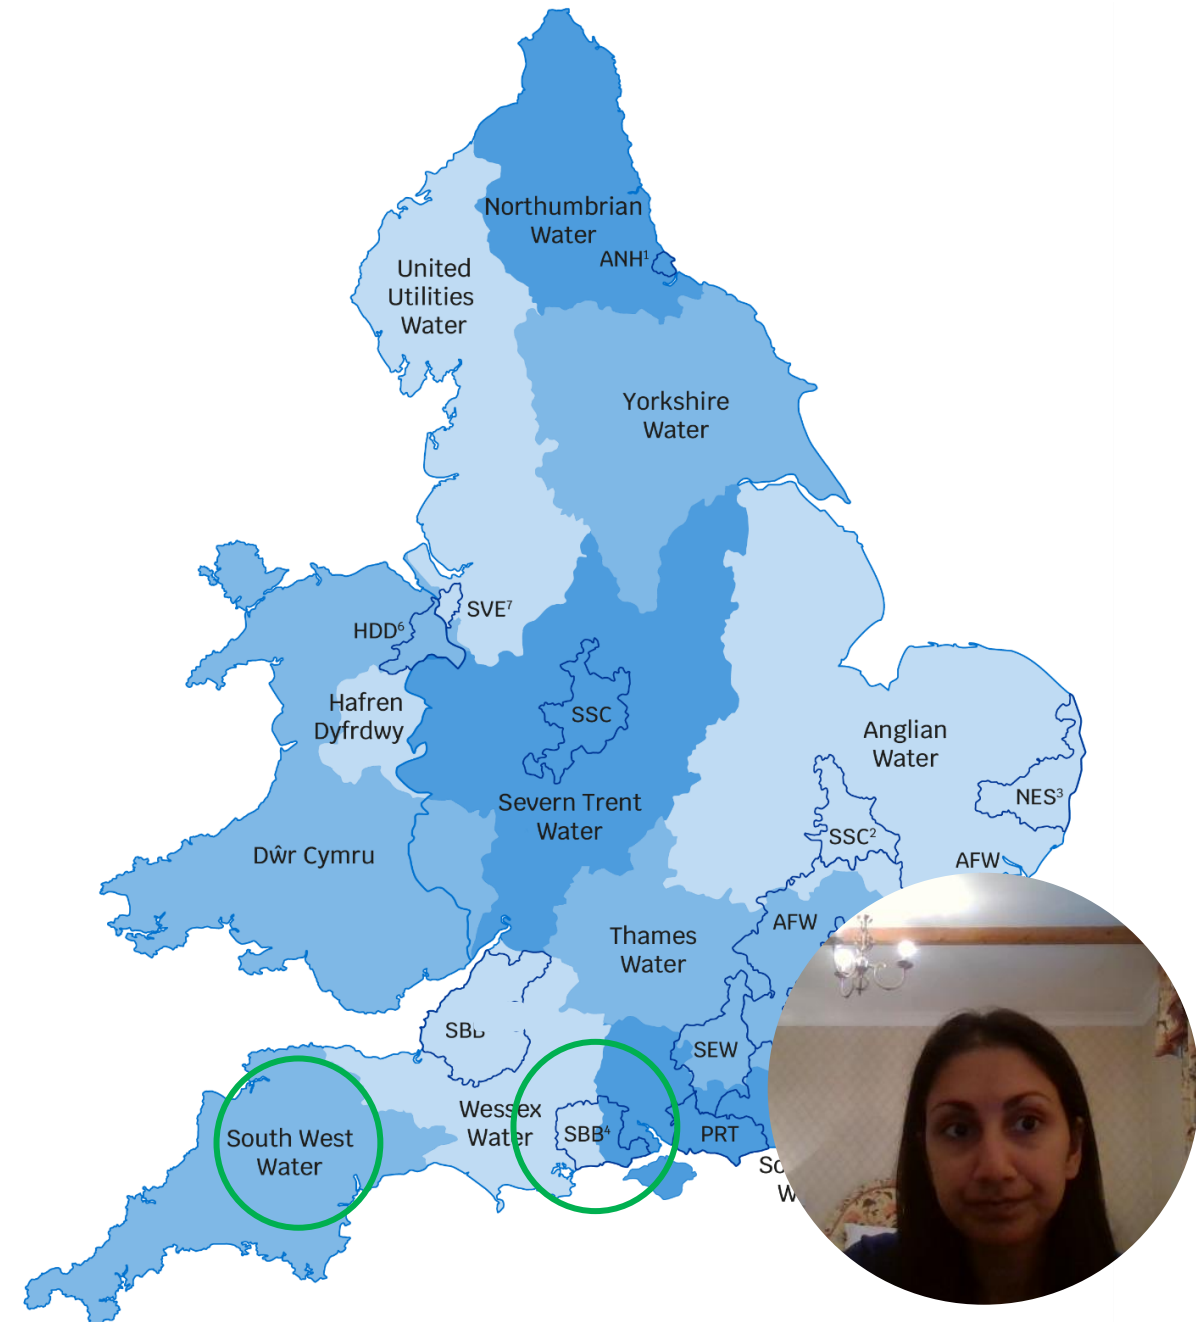 Northumbrian
Water
ANH¹
United
Utilities
Water
Yorkshire
Water
SVE⁷
HDD⁶
Hafren
Dyfrdwy
SSC
Anglian
Water
NES³
Severn Trent
Water
SSC²
Dŵr Cymru
AFW
AFW
Thames
Water
SEW
Wessex
Water
SBB⁴
PRT
South West
Water